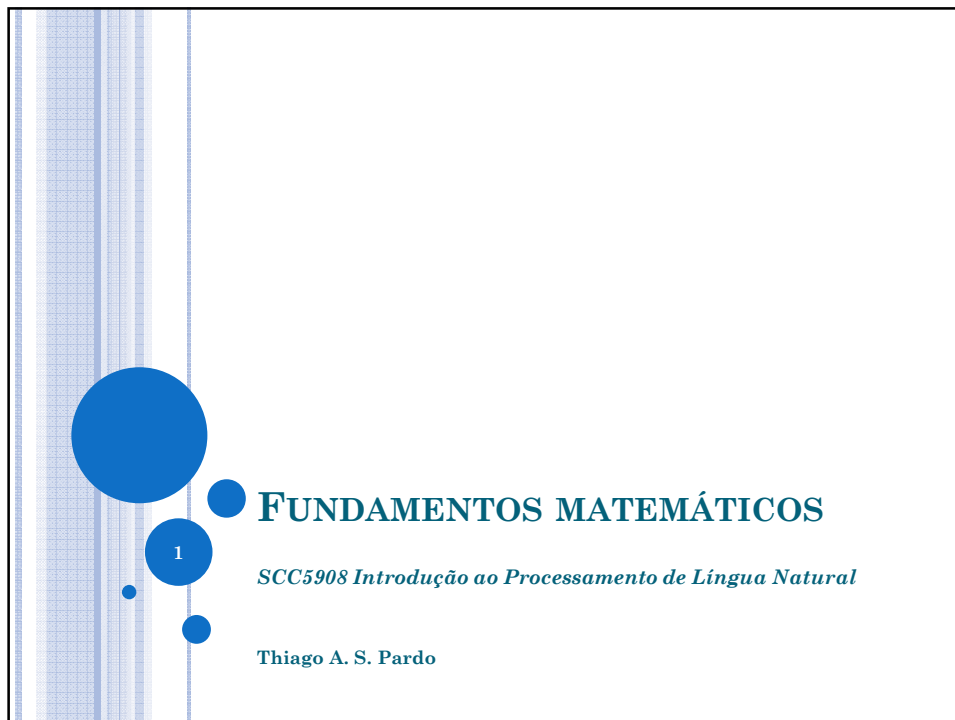 FUNDAMENTOS MATEMÁTICOS
1
SCC5908 Introdução ao Processamento de Língua Natural
Thiago A. S. Pardo